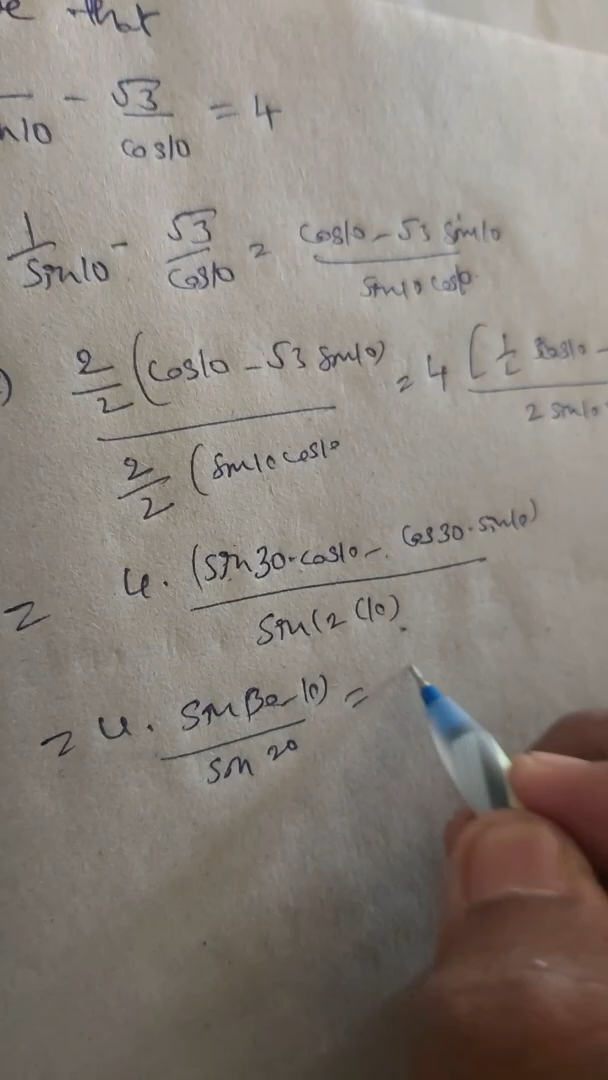 that
n10 - √3/cos10 = 4
1/sin10 - √3/cos10 = cos10 - √3 sin10/sin10 cos10
2/2 (cos10 - √3 sin10)/2/2 (sin10 cos10 = 4 [1/2 cos10 -/2 sin10
= 4. (sin30.cos10 - cos30.sin10)/sin(2(10)
= 4. sin(30-10)/sin 20 =